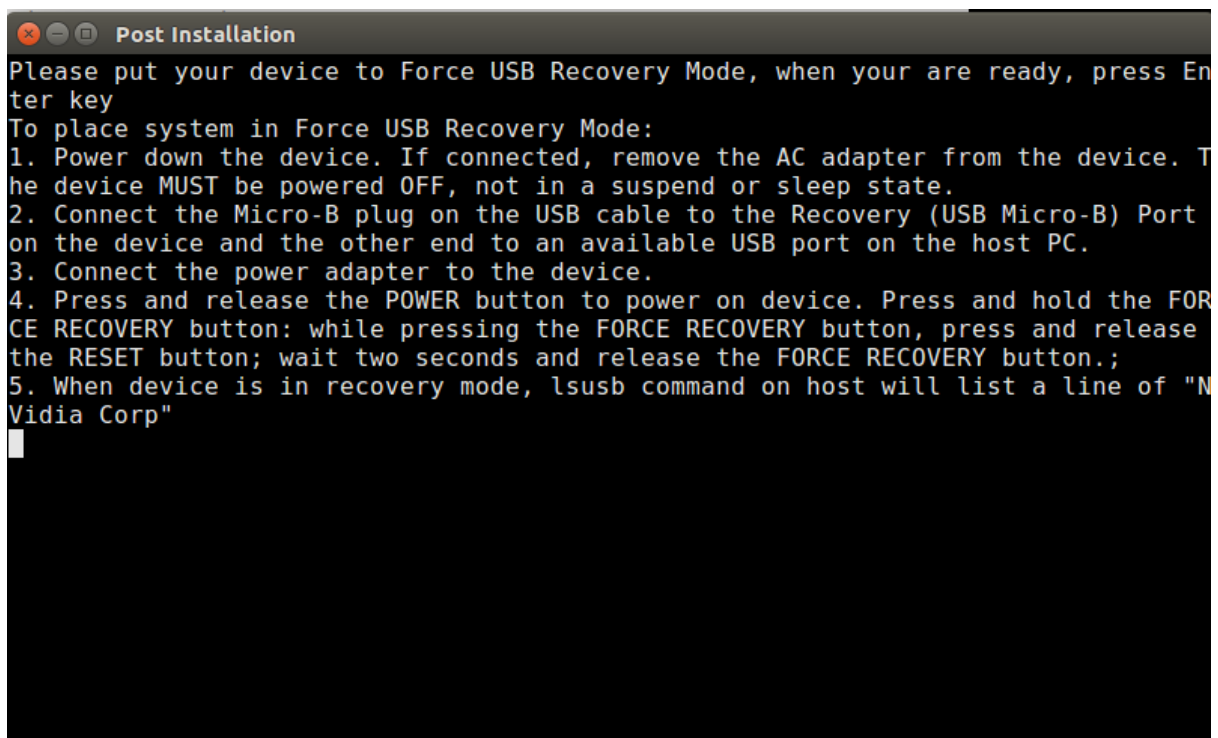 Post Installation
Please put your device to Force USB Recovery Mode, when your are ready, press En
ter key
To place system in Force USB Recovery Mode:
1. Power down the device. If connected, remove the AC adapter from the device. T
he device MUST be powered OFF, not in a suspend or sleep state.
2. Connect the Micro-B plug on the USB cable to the Recovery (USB Micro-B) Port
on the device and the other end to an available USB port on the host PC.
3. Connect the power adapter to the device.
4. Press and release the POWER button to power on device. Press and hold the FOR
CE RECOVERY button: while pressing the FORCE RECOVERY button, press and release
the RESET button; wait two seconds and release the FORCE RECOVERY button.;
5. When device is in recovery mode, lsusb command on host will list a line of "N
Vidia Corp"